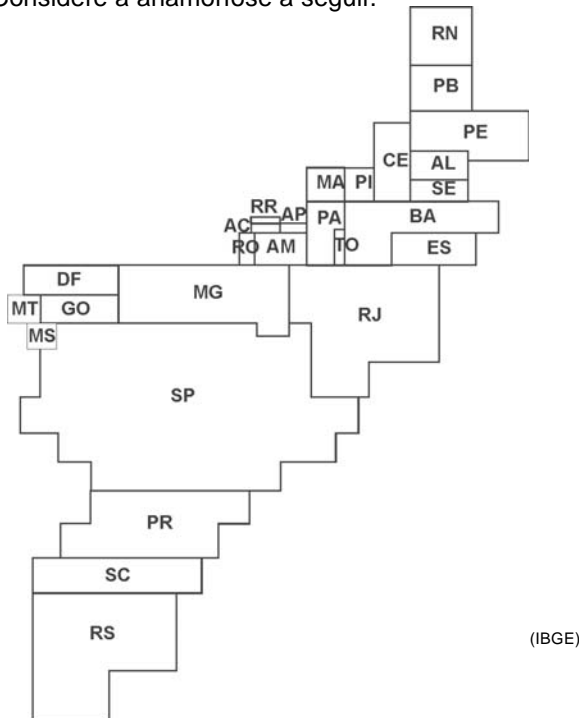 Considere a anamorfose a seguir.
RN
PB
PE
CE
AL
MA
PI
SE
RR
AP
PA
BA
AC
RO
AM
TO
ES
DF
MG
MT
GO
RJ
MS
SP
PR
SC
RS
(IBGE)